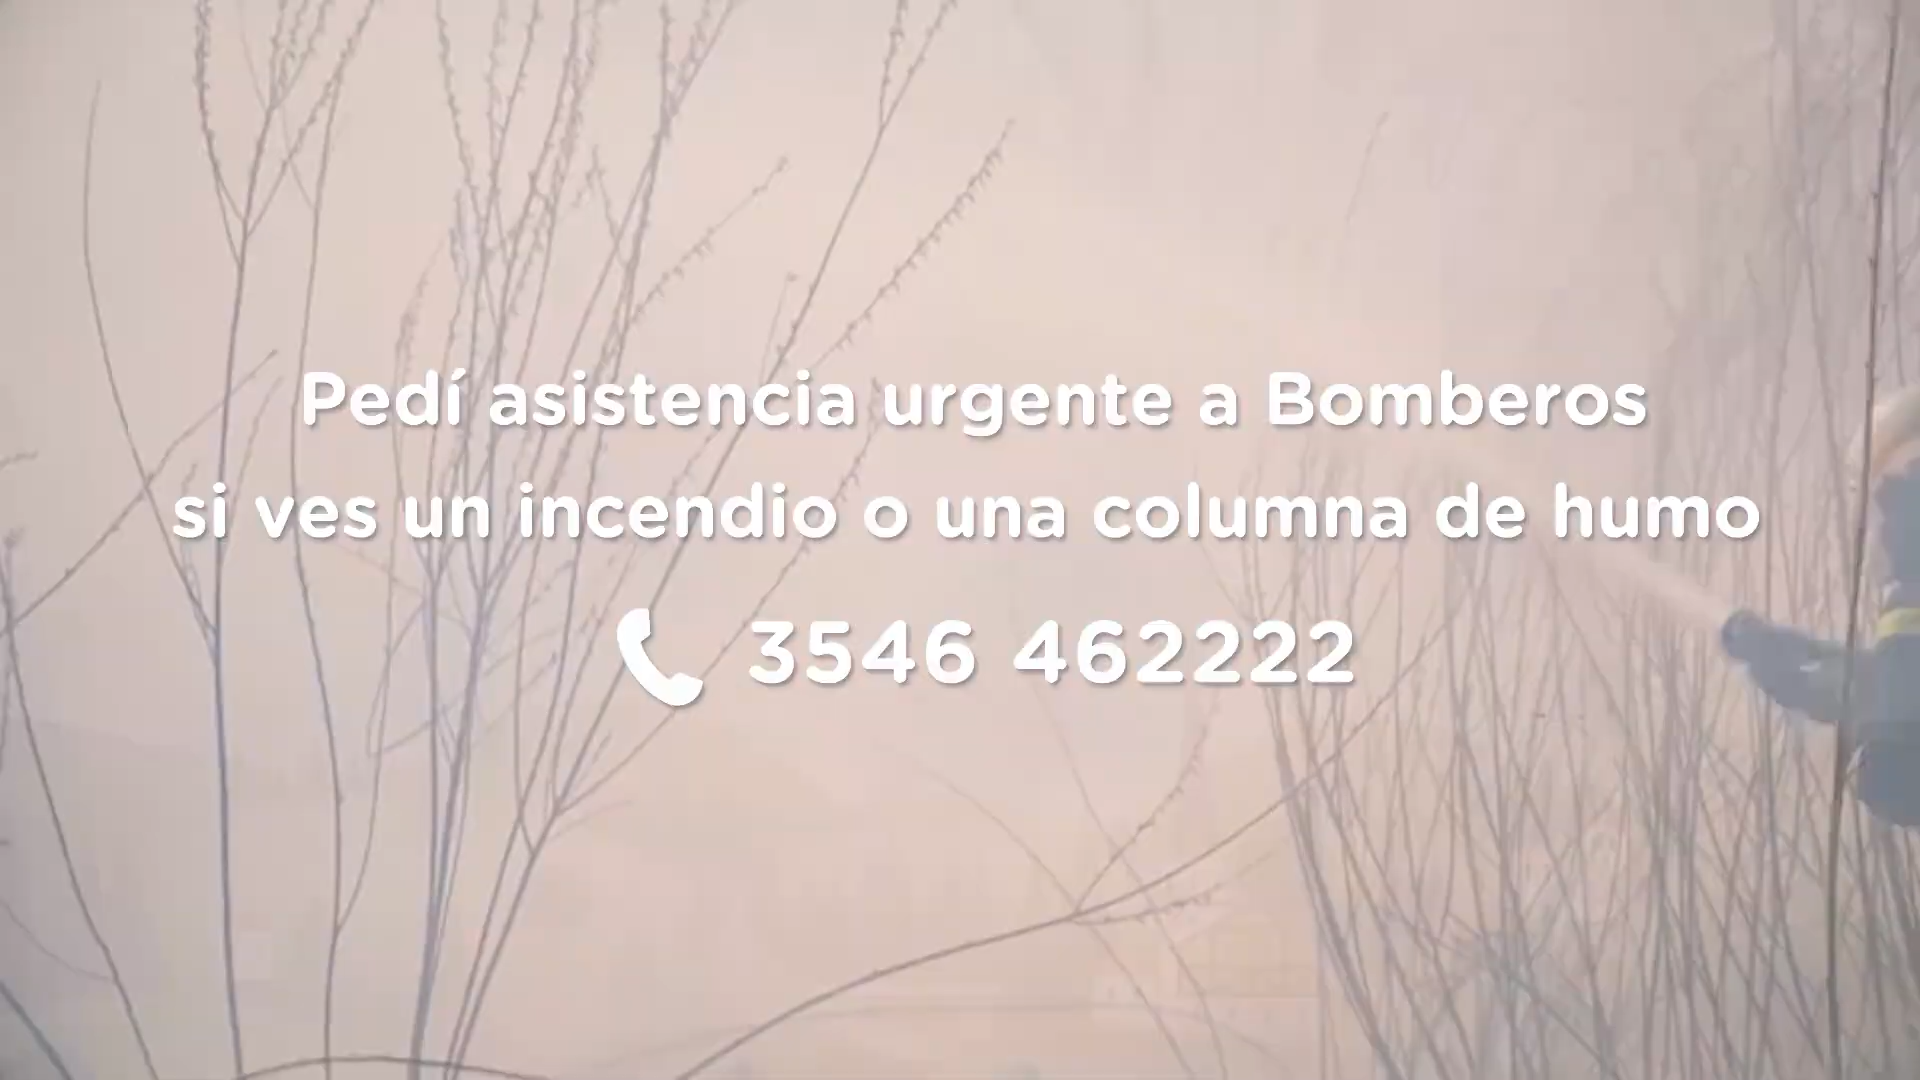 Pedí asistencia urgente a Bomberos
si ves un incendio o una columna de humo
3546 462222